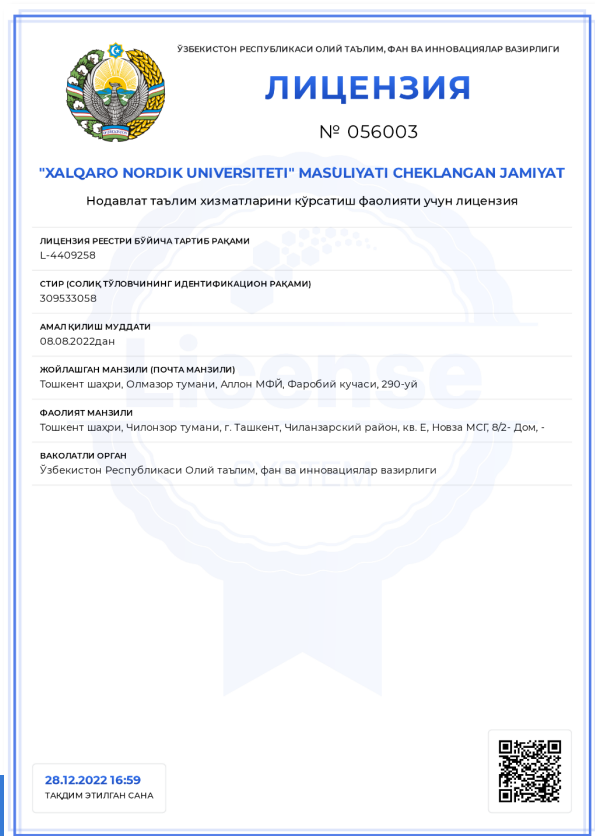 ЎЗБЕКИСТОН РЕСПУБЛИКАСИ ОЛИЙ ТАЪЛИМ, ФАН ВА ИННОВАЦИЯЛАР ВАЗИРЛИГИ
ЛИЦЕНЗИЯ
№ 056003
"XALQARO NORDIK UNIVERSITETI" MASULIYATI CHEKLANGAN JAMIYAT
Нодавлат таълим хизматларини кўрсатиш фаолияти учун лицензия
ЛИЦЕНЗИЯ РЕЕСТРИ БЎЙИЧА ТАРТИБ РАҚАМИ
L-4409258
СТИР (СОЛИҚ ТЎЛОВЧИНИНГ ИДЕНТИФИКАЦИОН РАҚАМИ)
309533058
АМАЛ ҚИЛИШ МУДДАТИ
08.08.2022дан
ЖОЙЛАШГАН МАНЗИЛИ (ПОЧТА МАНЗИЛИ)
Тошкент шаҳри, Олмазор тумани, Аллон МФЙ, Фаробий кучаси, 290-уй
ФАОЛИЯТ МАНЗИЛИ
Тошкент шаҳри, Чилонзор тумани, г. Ташкент, Чиланзарский район, кв. Е, Новза МСГ, 8/2- Дом, -
ВАКОЛАТЛИ ОРГАН
Ўзбекистон Республикаси Олий таълим, фан ва инновациялар вазирлиги
License
SYSTEM
28.12.2022 16:59
ТАҚДИМ ЭТИЛГАН САНА